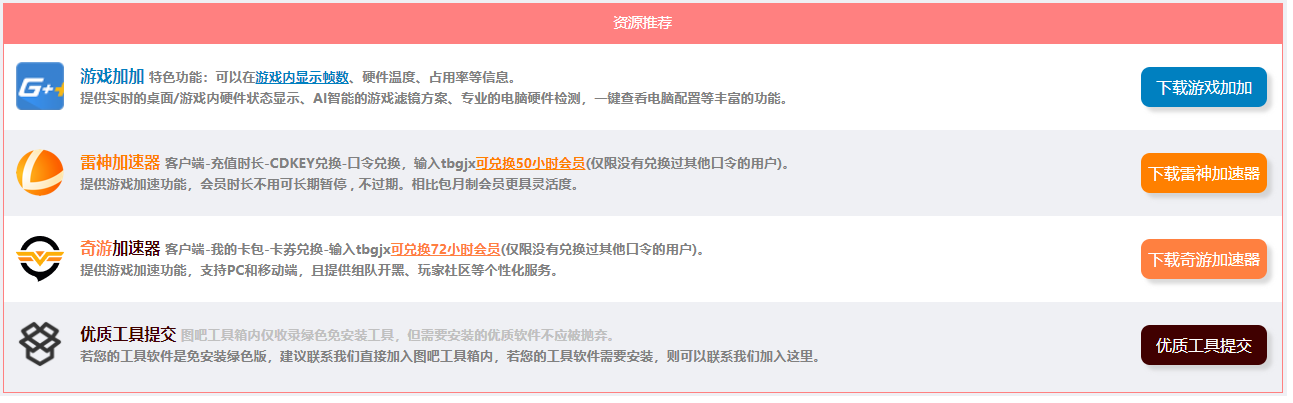 资源推荐
G++
游戏加加 特色功能：可以在游戏内显示帧数、硬件温度、占用率等信息。
提供实时的桌面/游戏内硬件状态显示、AI智能的游戏滤镜方案、专业的电脑硬件检测，一键查看电脑配置等丰富的功能。
下载游戏加加
雷神加速器 客户端-充值时长-CDKEY兑换-口令兑换，输入tbgjx可兑换50小时会员(仅限没有兑换过其他口令的用户)。
提供游戏加速功能，会员时长不用可长期暂停 , 不过期。相比包月制会员更具灵活度。
下载雷神加速器
奇游加速器 客户端-我的卡包-卡券兑换-输入tbgjx可兑换72小时会员(仅限没有兑换过其他口令的用户)。
提供游戏加速功能，支持PC和移动端，且提供组队开黑、玩家社区等个性化服务。
下载奇游加速器
优质工具提交 图吧工具箱内仅收录绿色免安装工具，但需要安装的优质软件不应被抛弃。
若您的工具软件是免安装绿色版，建议联系我们直接加入图吧工具箱内，若您的工具软件需要安装，则可以联系我们加入这里。
优质工具提交